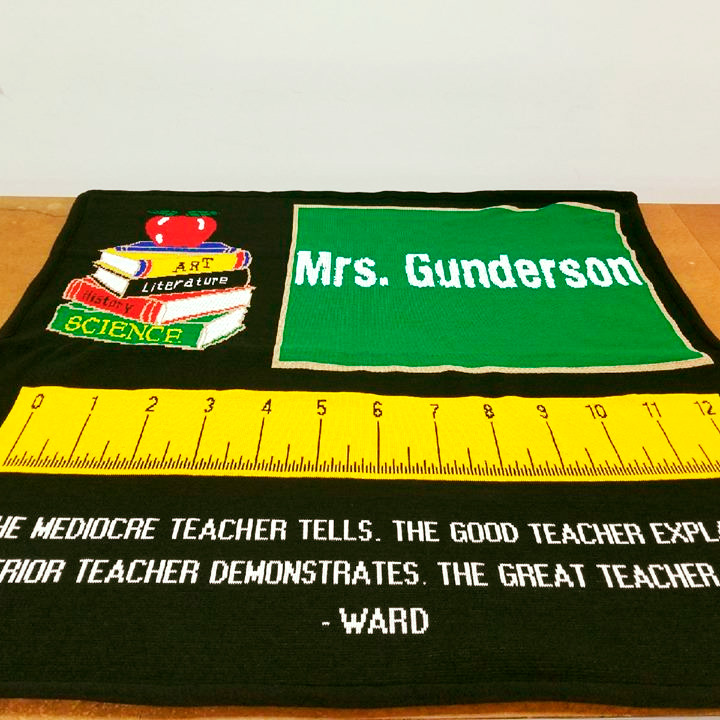 ART
Literature
History
SCIENCE
Mrs. Gunderson
0 1 2 3 4 5 6 7 8 9 10 11 12
HE MEDIOCRE TEACHER TELLS. THE GOOD TEACHER EXPLA
RIOR TEACHER DEMONSTRATES. THE GREAT TEACHER
- WARD